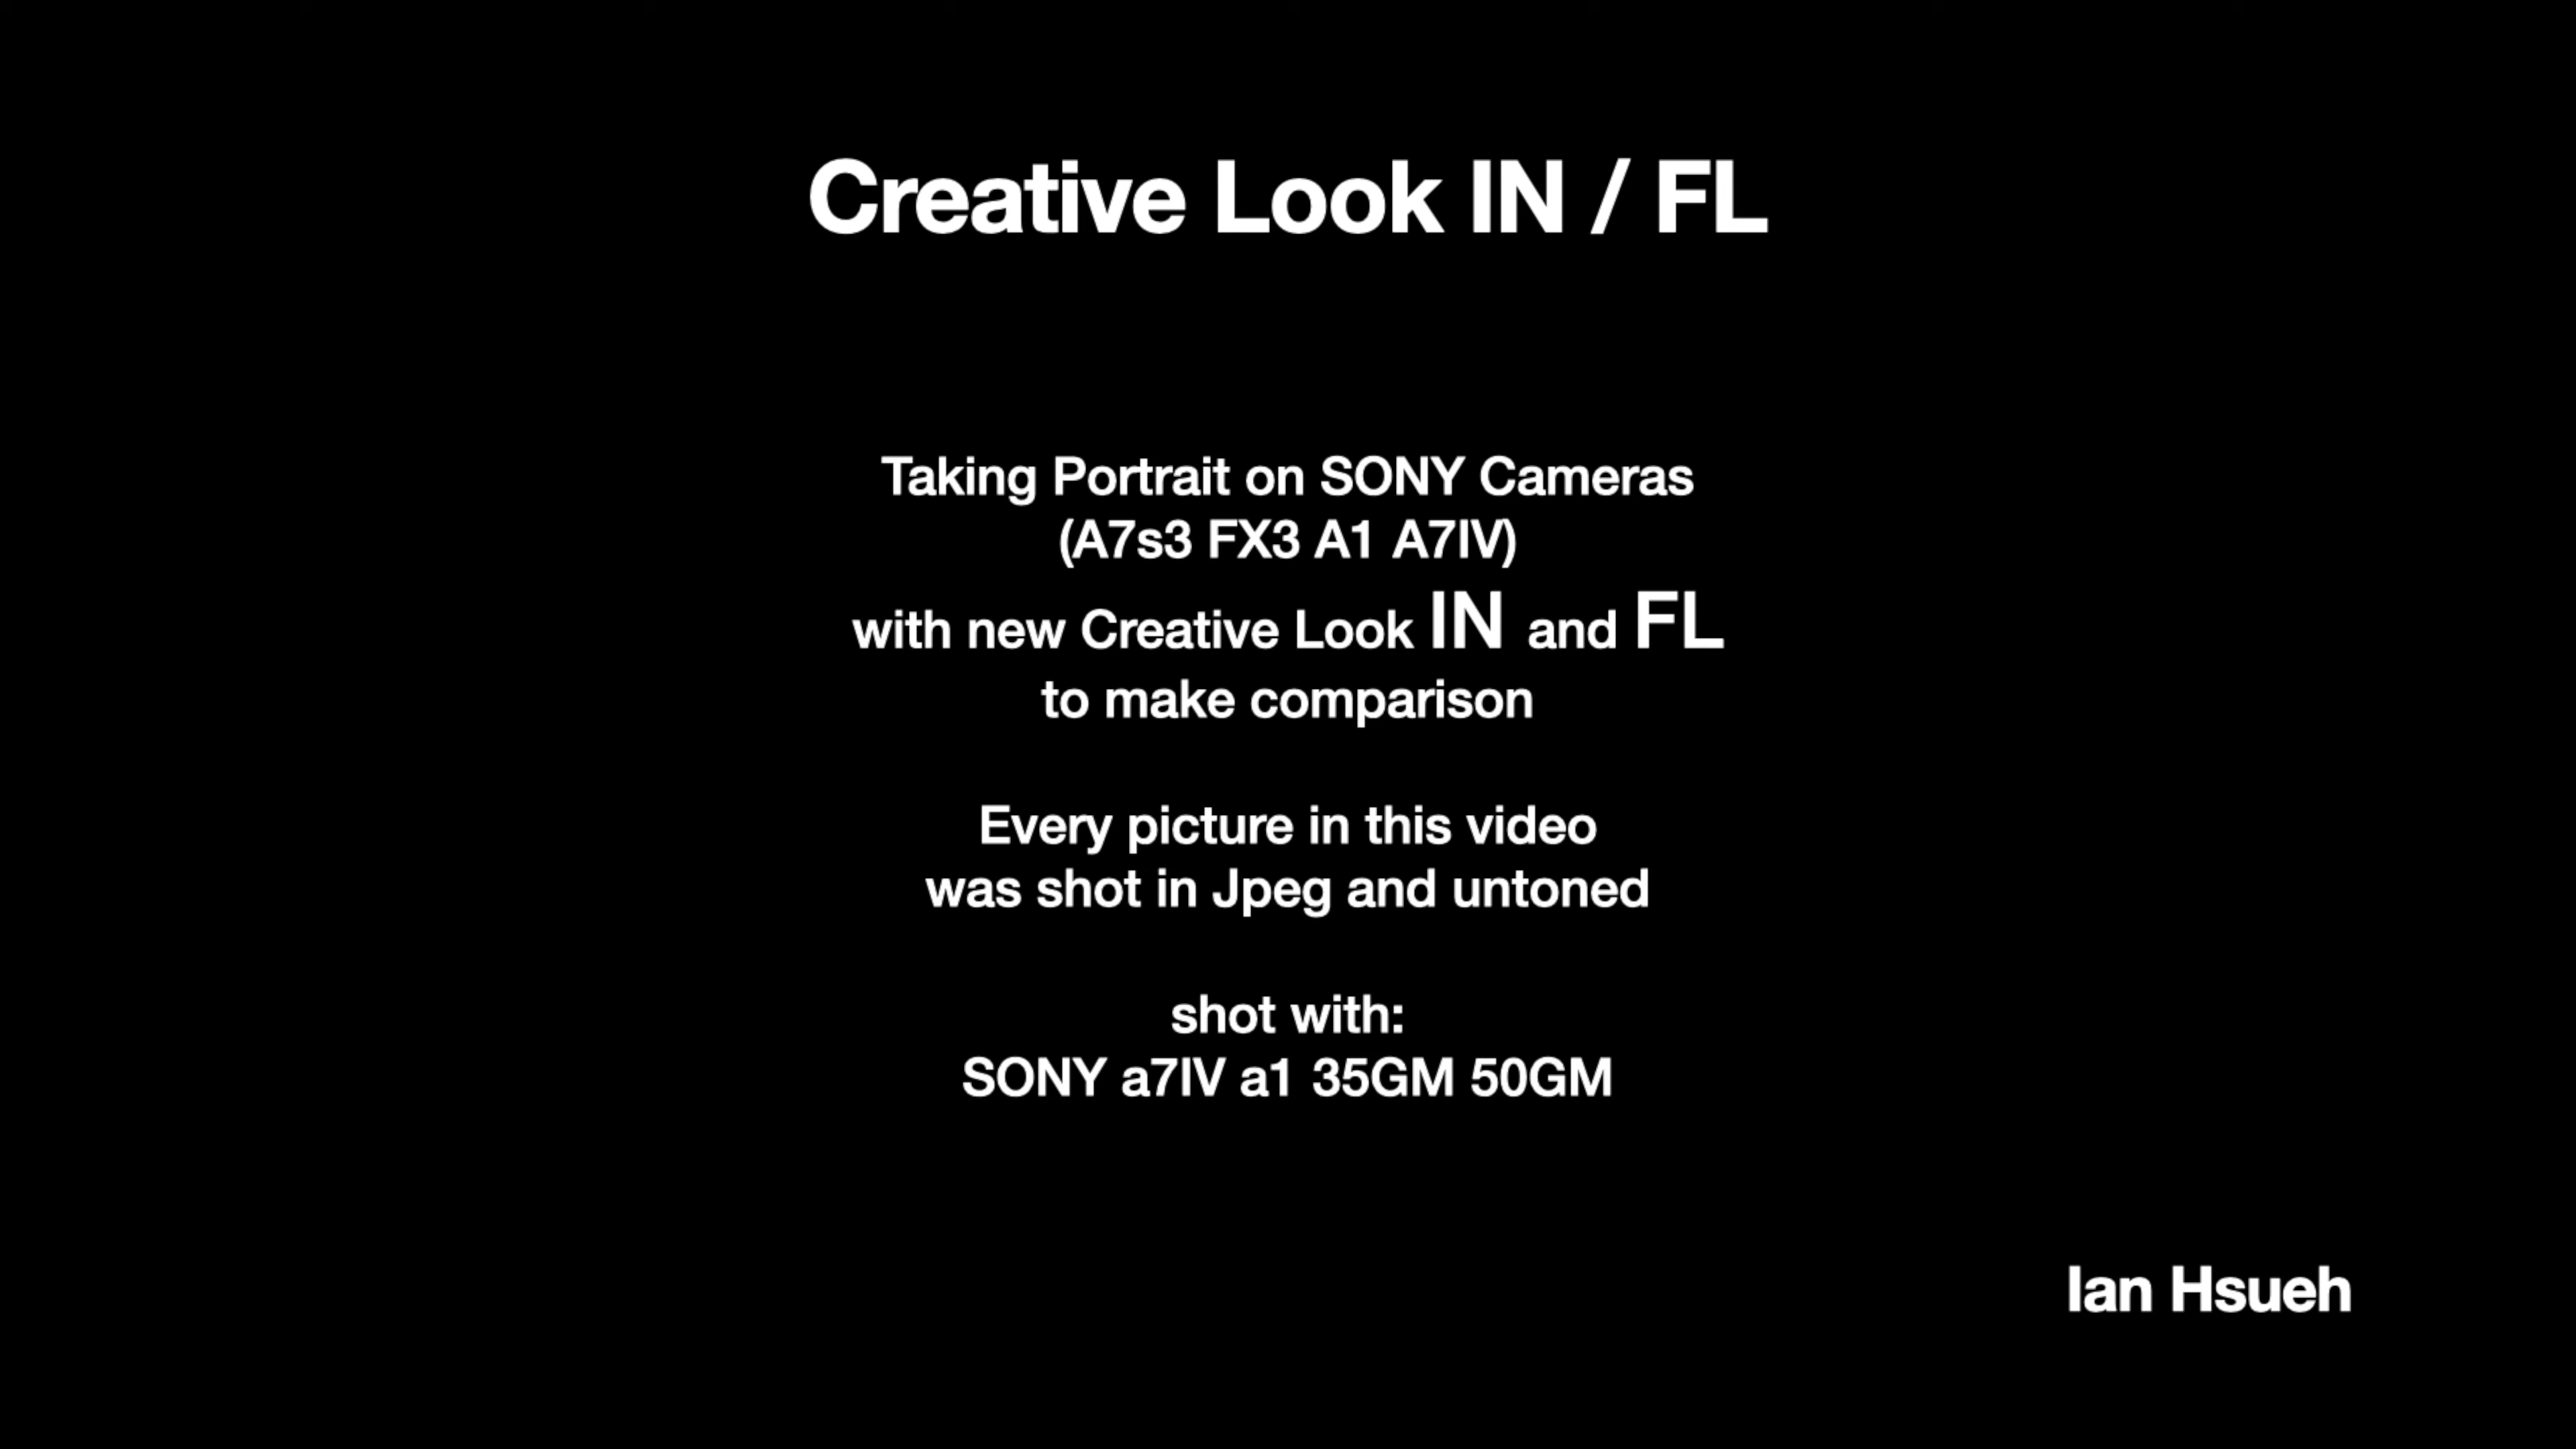 Creative Look IN / FL
Taking Portrait on SONY Cameras
(A7s3 FX3 A1 A7IV)
with new Creative Look IN and FL
to make comparison
Every picture in this video
was shot in Jpeg and untoned
shot with:
SONY a7IV a1 35GM 50GM
Ian Hsueh